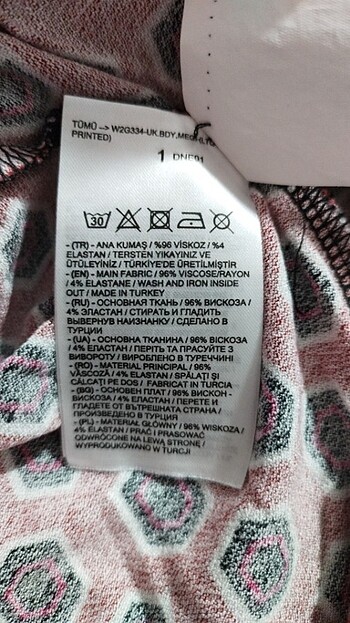 TÜMÜ --> W2G334-UK.BDY.MEGI(LYG
PRINTED)
1 DNF91
30
- (TR) - ANA KUMAŞ / %96 VİSKOZ / %4
ELASTAN / TERSTEN YIKAYINIZ VE
ÜTÜLEYİNİZ / TÜRKİYE'DE ÜRETİLMİŞTİR
- (EN) - MAIN FABRIC / 96% VISCOSE/RAYON
/ 4% ELASTANE / WASH AND IRON INSIDE
OUT / MADE IN TURKEY
- (RU) - ОСНОВНАЯ ТКАНЬ / 96% ВИСКОЗА /
4% ЭЛАСТАН / СТИРАТЬ И ГЛАДИТЬ
ВЫВЕРНУВ НАИЗНАНКУ / СДЕЛАНО В
ТУРЦИИ
- (UA) - ОСНОВНА ТКАНИНА / 96% ВІСКОЗА
/ 4% ЕЛАСТАН / ПЕРІТЬ ТА ПРАСУЙТЕ З
ВИВОРОТУ / ВИРОБЛЕНО В ТУРЕЧЧИНІ
- (RO) - MATERIAL PRINCIPAL / 96%
VÂSCOZĂ / 4% ELASTAN / SPĂLAȚI ȘI
CĂLCAȚI PE DOS / FABRICAT IN TURCIA
- (BG) - ОСНОВЕН ПЛАТ / 96% ВИСКОН -
ВИСКОЗА / 4% ЕЛАСТАН / ПЕРЕТЕ И
ГЛАДЕТЕ ОТ ВЪТРЕШНАТА СТРАНА /
ПРОИЗВЕДЕНО В ТУРЦИЯ
- (PL) - MATERIAŁ GŁÓWNY / 96% WISKOZA /
4% ELASTAN / PRAĆ I PRASOWAĆ
ODWRÓCONE NA LEWĄ STRONĘ /
WYPRODUKOWANO W TURCJI